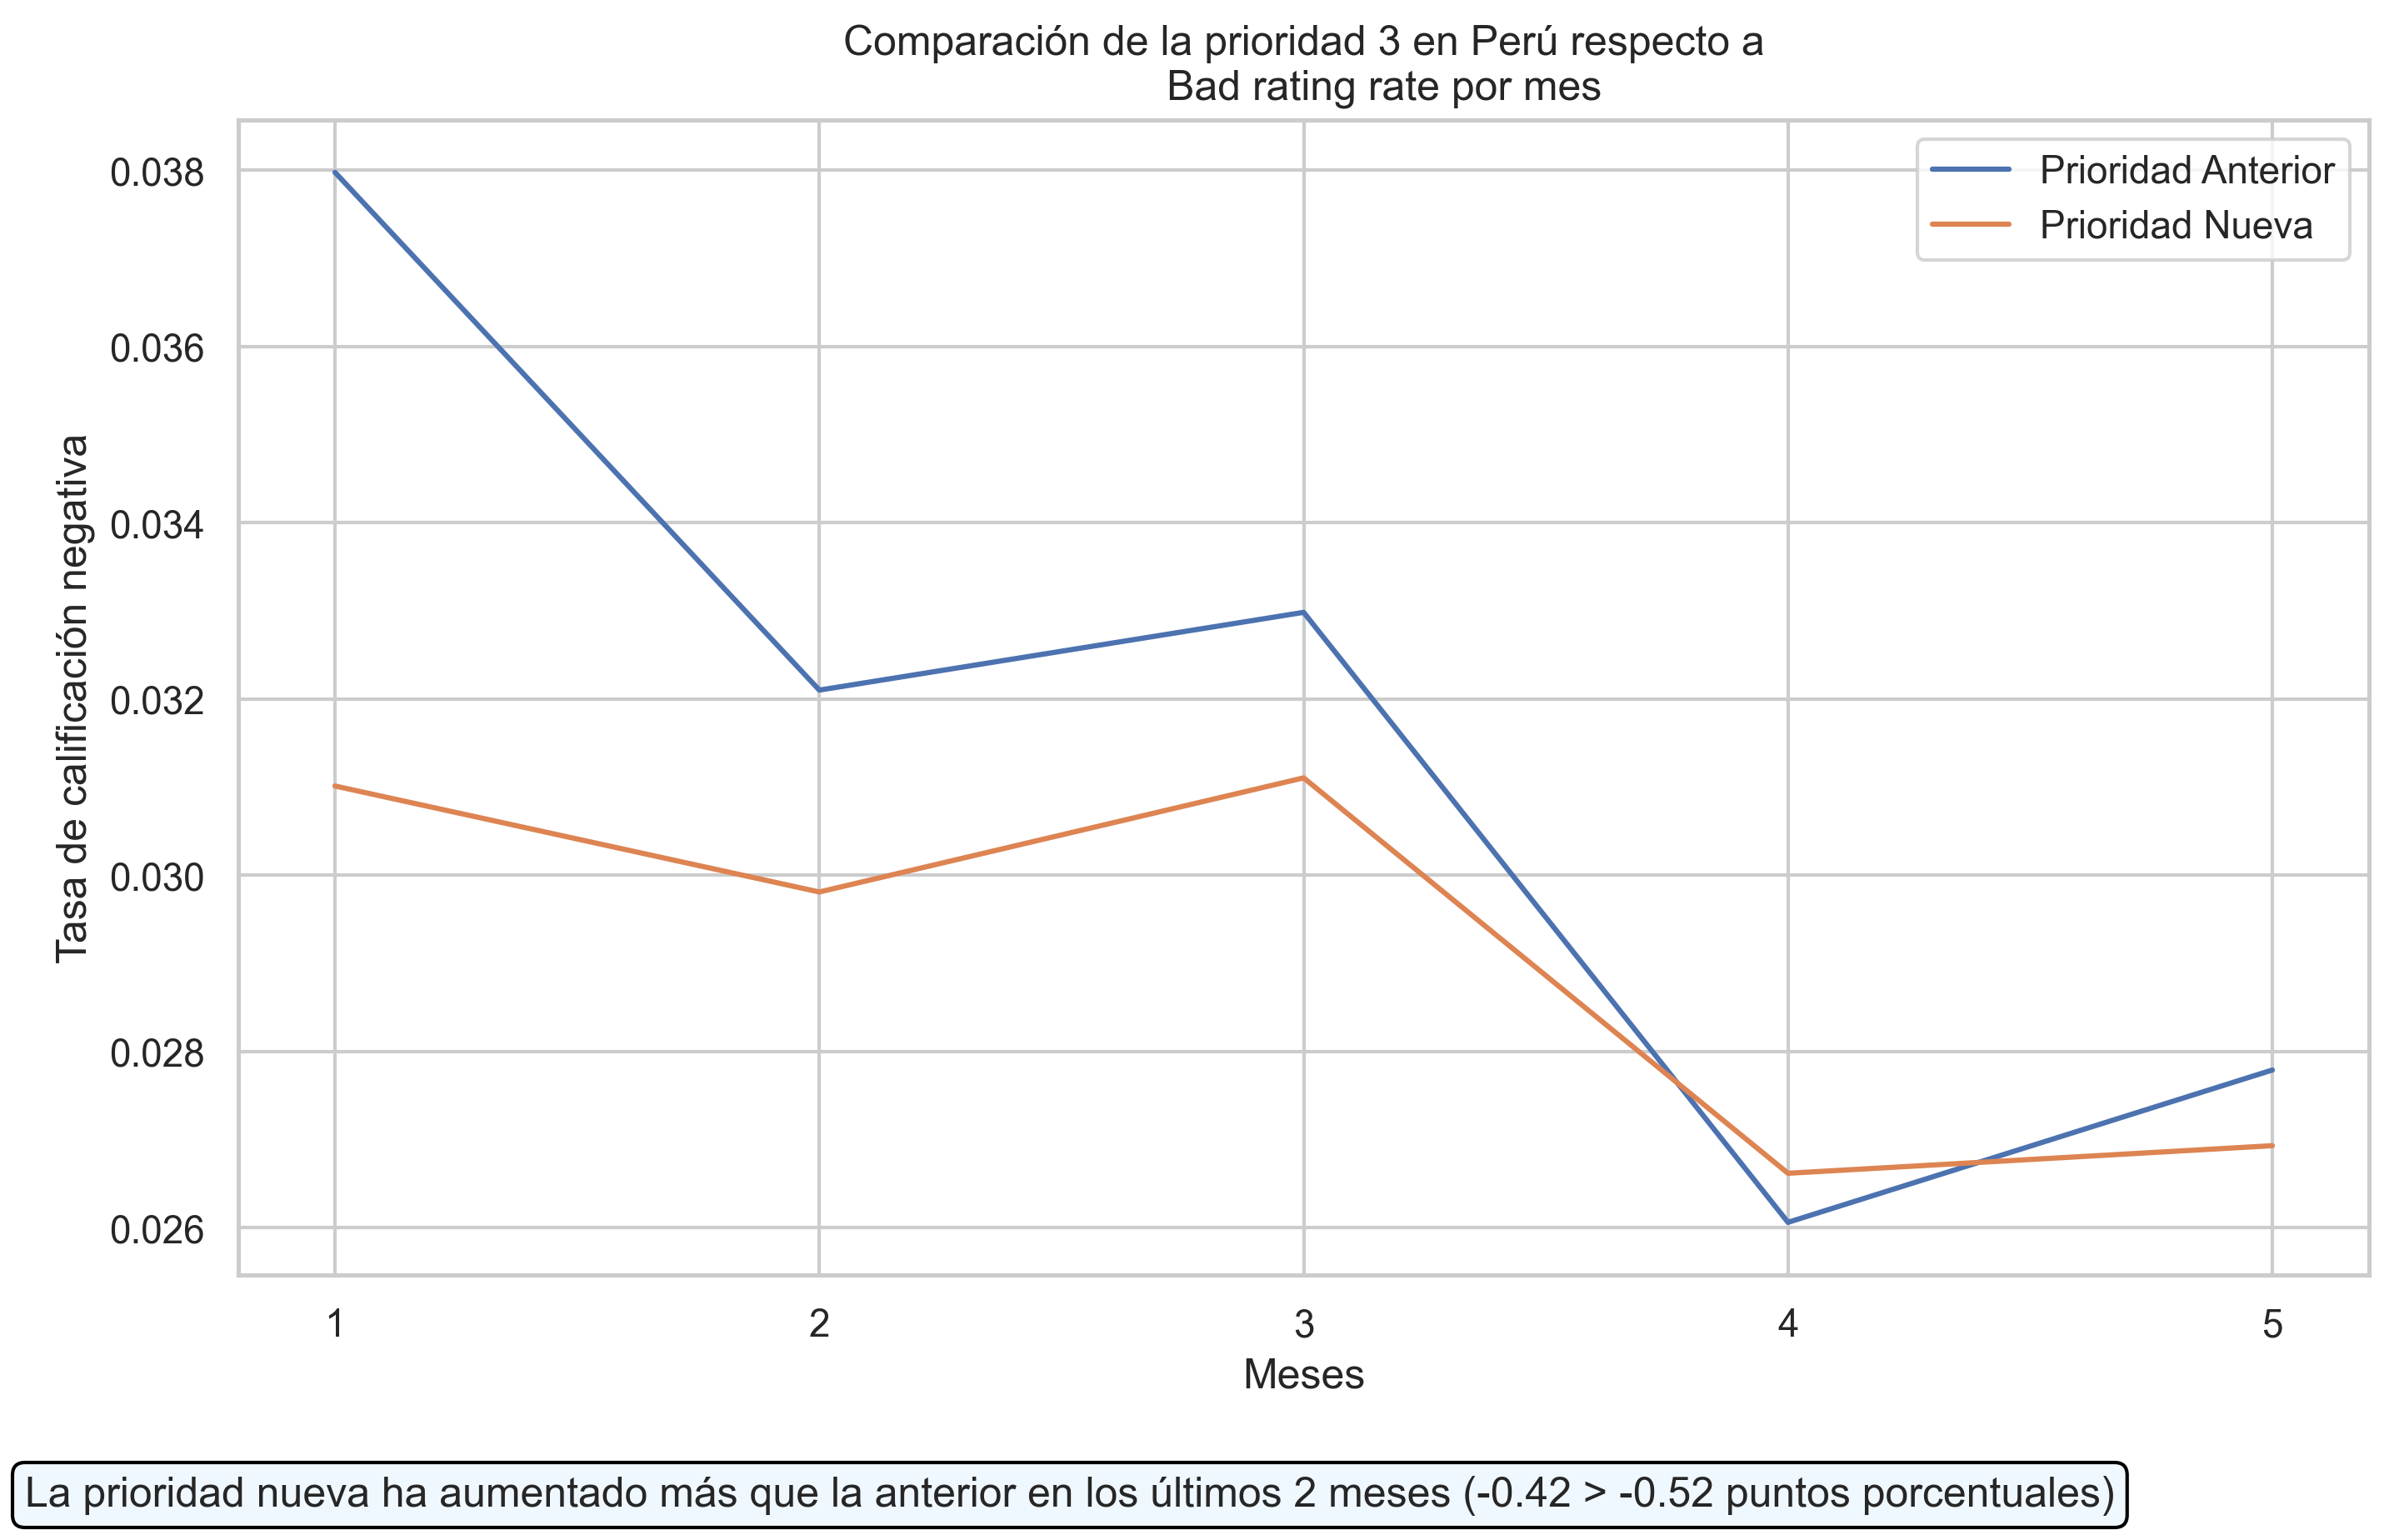 Comparación de la prioridad 3 en Perú respecto a
Bad rating rate por mes
Prioridad Anterior
Prioridad Nueva
Tasa de calificación negativa
0.038
0.036
0.034
0.032
0.030
0.028
0.026
1 2 3 4 5
Meses
La prioridad nueva ha aumentado más que la anterior en los últimos 2 meses (-0.42 > -0.52 puntos porcentuales)